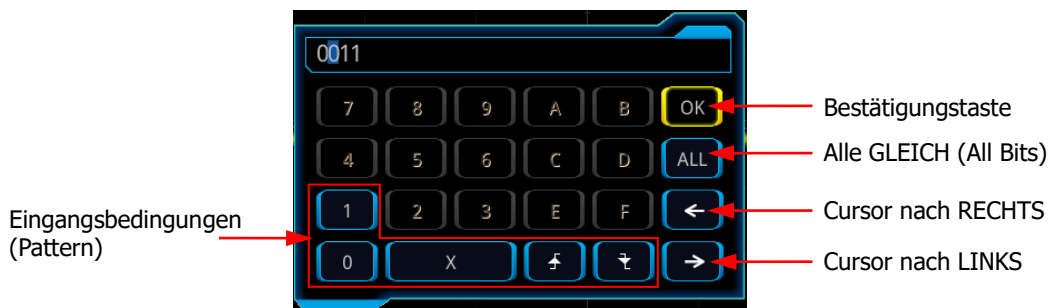 0011
7 8 9 A B OK
Bestätigungstaste
4 5 6 C D ALL
Alle GLEICH (All Bits)
1 2 3 E F ←
Cursor nach RECHTS
Eingangsbedingungen
(Pattern)
0 X →
Cursor nach LINKS